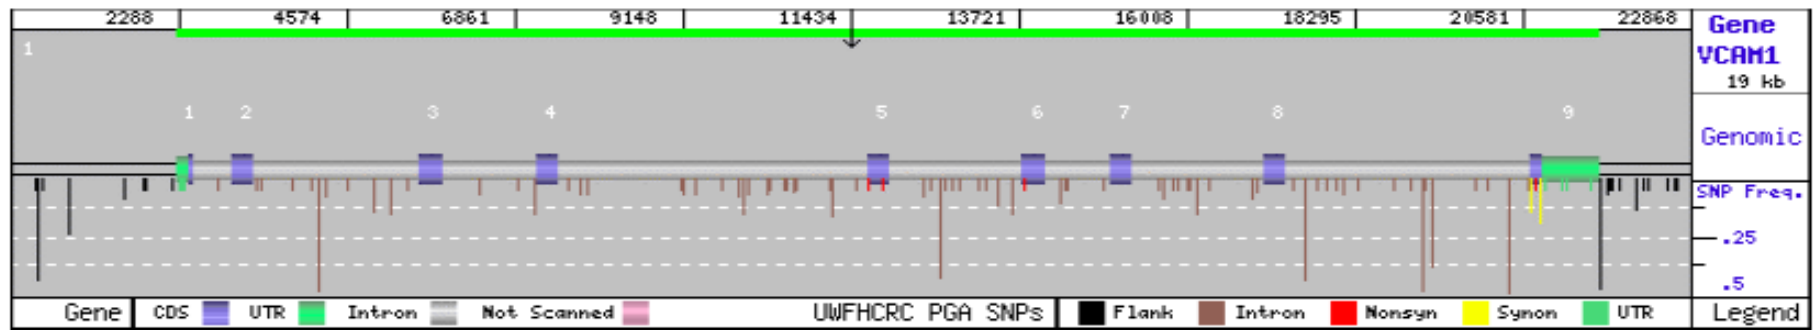 2288 4574 6861 9148 11434 13721 16008 18295 20581 22868
Gene
VCAM1
19 kb
1
1 2 3 4 5 6 7 8 9
Genomic
SNP Freq.
.25
.5
Gene CDS UTR Intron Not Scanned UWFHCRC PGA SNPs Flank Intron Nonsyn Synon UTR Legend